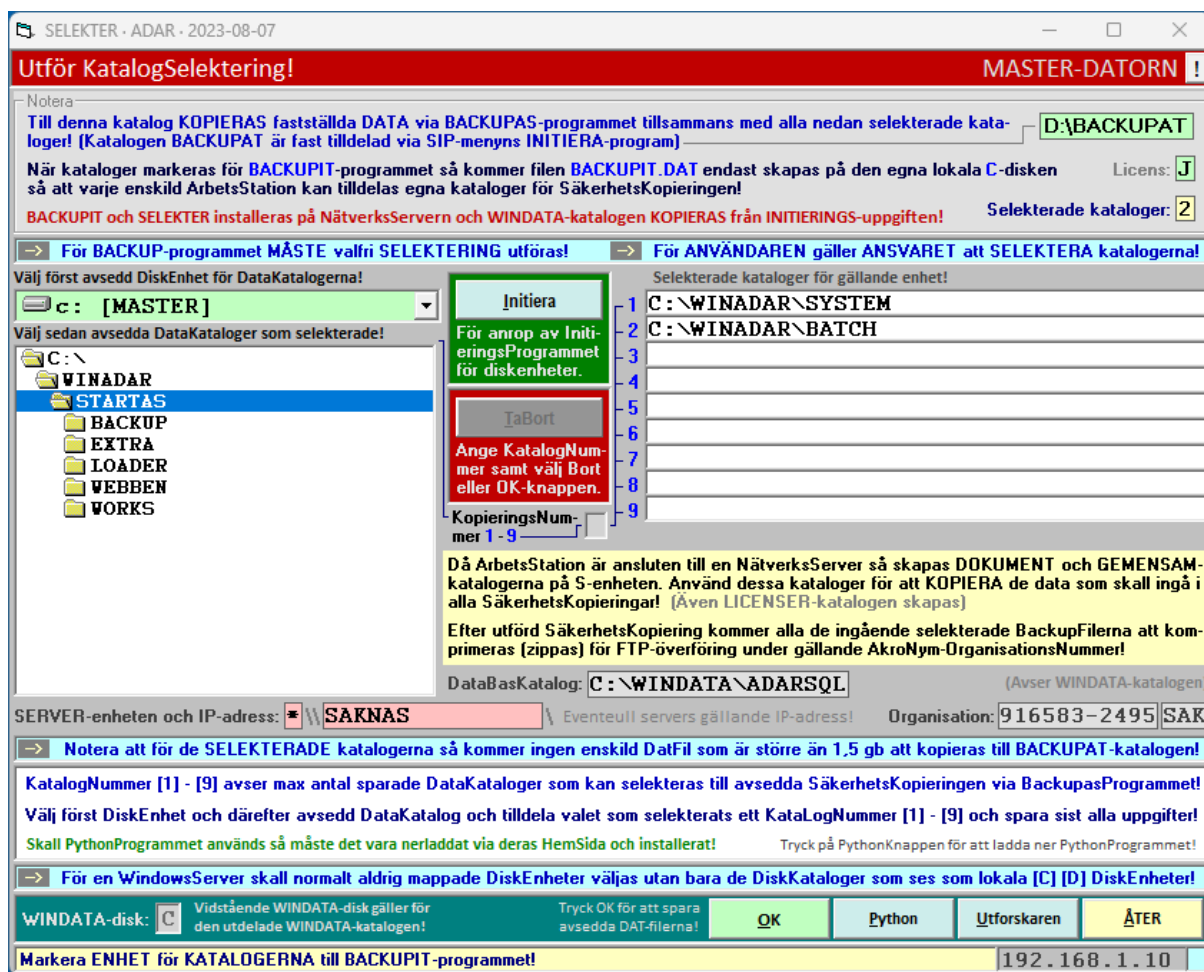 SELEKTER · ADAR · 2023-08-07
Utför KatalogSelektering!
MASTER-DATORN !
Notera
Till denna katalog KOPIERAS fastställda DATA via BACKUPAS-programmet tillsammans med alla nedan selekterade kata-
loger! (Katalogen BACKUPAT är fast tilldelad via SIP-menyns INITIERA-program)
D:\BACKUPAT
När kataloger markeras för BACKUPIT-programmet så kommer filen BACKUPIT.DAT endast skapas på den egna lokala C-disken
så att varje enskild ArbetsStation kan tilldelas egna kataloger för SäkerhetsKopieringen!
Licens: J
BACKUPIT och SELEKTER installeras på NätverksServern och WINDATA-katalogen KOPIERAS från INITIERINGS-uppgiften!
Selekterade kataloger: 2
--> För BACKUP-programmet MÅSTE valfri SELEKTERING utföras!
--> För ANVÄNDAREN gäller ANSVARET att SELEKTERA katalogerna!
Välj först avsedd DiskEnhet för DataKatalogerna!
c: [MASTER]
Välj sedan avsedda DataKataloger som selekterade!
C:\
WINADAR
STARTAS
BACKUP
EXTRA
LOADER
WEBBEN
WORKS
Initiera
För anrop av Initi-
eringsProgrammet
för diskenheter.
TaBort
Ange KatalogNum-
mer samt välj Bort
eller OK-knappen.
KopieringsNum-
mer 1 - 9
Selekterade kataloger för gällande enhet!
1 C:\WINADAR\SYSTEM
2 C:\WINADAR\BATCH
3
4
5
6
7
8
9
Då ArbetsStation är ansluten till en NätverksServer så skapas DOKUMENT och GEMENSAM-
katalogerna på S-enheten. Använd dessa kataloger för att KOPIERA de data som skall ingå i
alla SäkerhetsKopieringar! (Även LICENSER-katalogen skapas)
Efter utförd SäkerhetsKopiering kommer alla de ingående selekterade BackupFilerna att kom-
primeras (zippas) för FTP-överföring under gällande AkroNym-OrganisationsNummer!
DataBasKatalog: C:\WINDATA\ADARSQL
(Avser WINDATA-katalogen
SERVER-enheten och IP-adress: * \\ SAKNAS \ Eventeull servers gällande IP-adress!
Organisation: 916583-2495 SAK
--> Notera att för de SELEKTERADE katalogerna så kommer ingen enskild DatFil som är större än 1,5 gb att kopieras till BACKUPAT-katalogen!
KatalogNummer [1] - [9] avser max antal sparade DataKataloger som kan selekteras till avsedda SäkerhetsKopieringen via BackupasProgrammet!
Välj först DiskEnhet och därefter avsedd DataKatalog och tilldela valet som selekterats ett KataLogNummer [1] - [9] och spara sist alla uppgifter!
Skall PythonProgrammet används så måste det vara nerladdat via deras HemSida och installerat!
Tryck på PythonKnappen för att ladda ner PythonProgrammet!
--> För en WindowsServer skall normalt aldrig mappade DiskEnheter väljas utan bara de DiskKataloger som ses som lokala [C] [D] DiskEnheter!
WINDATA-disk: C
Vidstående WINDATA-disk gäller för
den utdelade WINDATA-katalogen!
Tryck OK för att spara
avsedda DAT-filerna!
OK
Python
Utforskaren
ÅTER
Markera ENHET för KATALOGERNA till BACKUPIT-programmet!
192.168.1.10